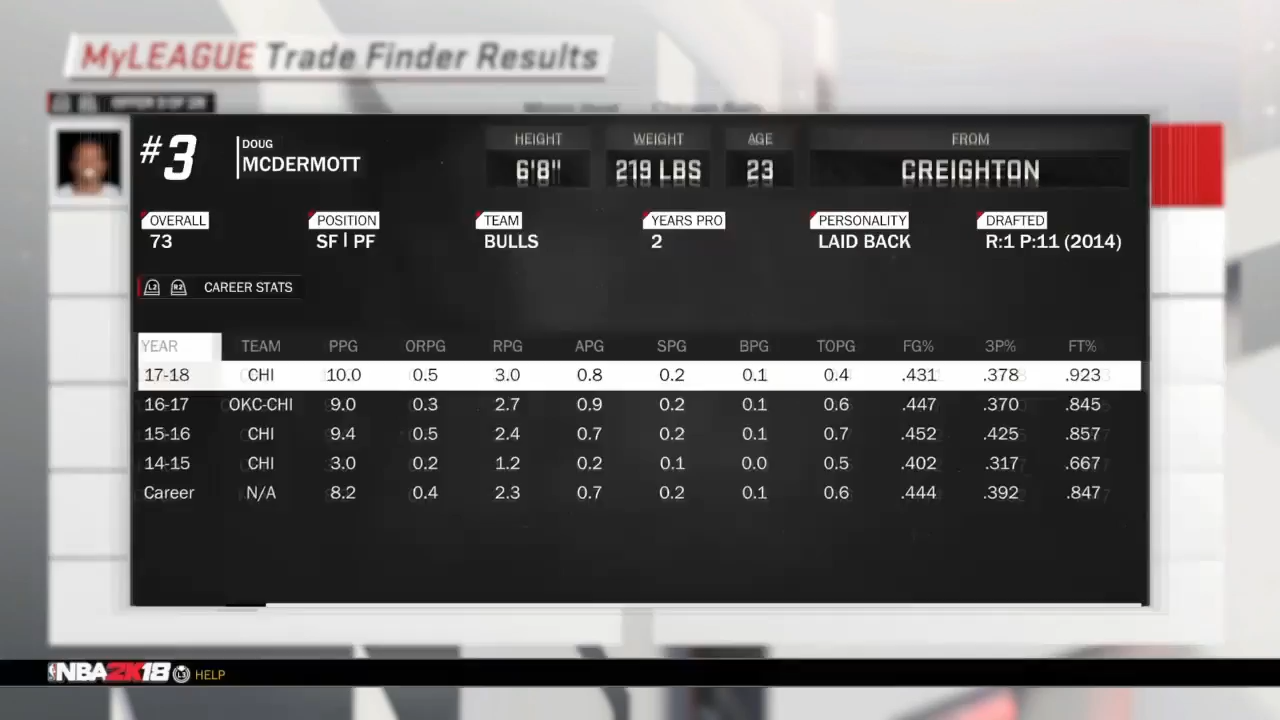 MyLEAGUE Trade Finder Results
#3
DOUG
MCDERMOTT
HEIGHT WEIGHT AGE FROM
6'8" 219 LBS 23 CREIGHTON
OVERALL POSITION TEAM YEARS PRO PERSONALITY DRAFTED
73 SF | PF BULLS 2 LAID BACK R:1 P:11 (2014)
L2 R2 CAREER STATS
YEAR TEAM PPG ORPG RPG APG SPG BPG TOPG FG% 3P% FT%
17-18 CHI 10.0 0.5 3.0 0.8 0.2 0.1 0.4 .431 .378 .923
16-17 OKC-CHI 9.0 0.3 2.7 0.9 0.2 0.1 0.6 .447 .370 .845
15-16 CHI 9.4 0.5 2.4 0.7 0.2 0.1 0.7 .452 .425 .857
14-15 CHI 3.0 0.2 1.2 0.2 0.1 0.0 0.5 .402 .317 .667
Career N/A 8.2 0.4 2.3 0.7 0.2 0.1 0.6 .444 .392 .847
NBA2K18 HELP